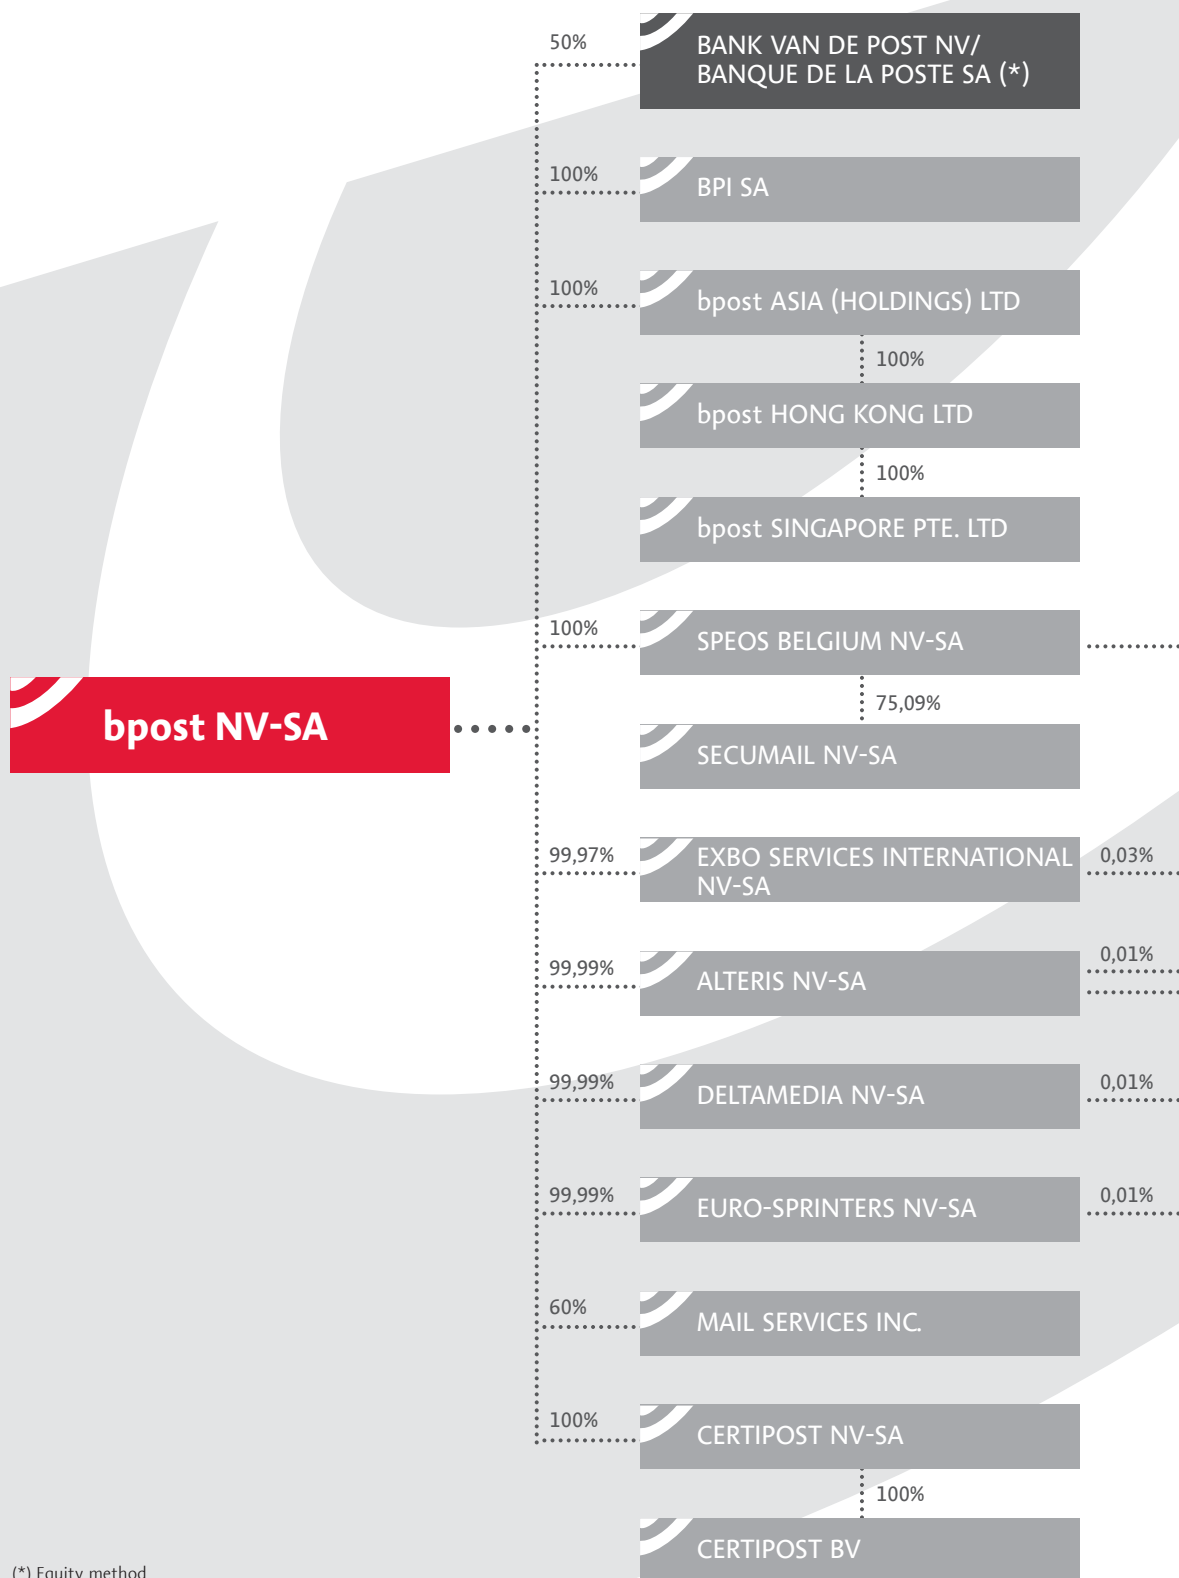 50%
BANK VAN DE POST NV/
BANQUE DE LA POSTE SA (*)
100%
BPI SA
100%
bpost ASIA (HOLDINGS) LTD
100%
bpost HONG KONG LTD
100%
bpost SINGAPORE PTE. LTD
100%
SPEOS BELGIUM NV-SA
75,09%
bpost NV-SA
SECUMAIL NV-SA
99,97%
EXBO SERVICES INTERNATIONAL
NV-SA
0,03%
99,99%
ALTERIS NV-SA
0,01%
99,99%
DELTAMEDIA NV-SA
0,01%
99,99%
EURO-SPRINTERS NV-SA
0,01%
60%
MAIL SERVICES INC.
100%
CERTIPOST NV-SA
100%
CERTIPOST BV
(*) Equity method